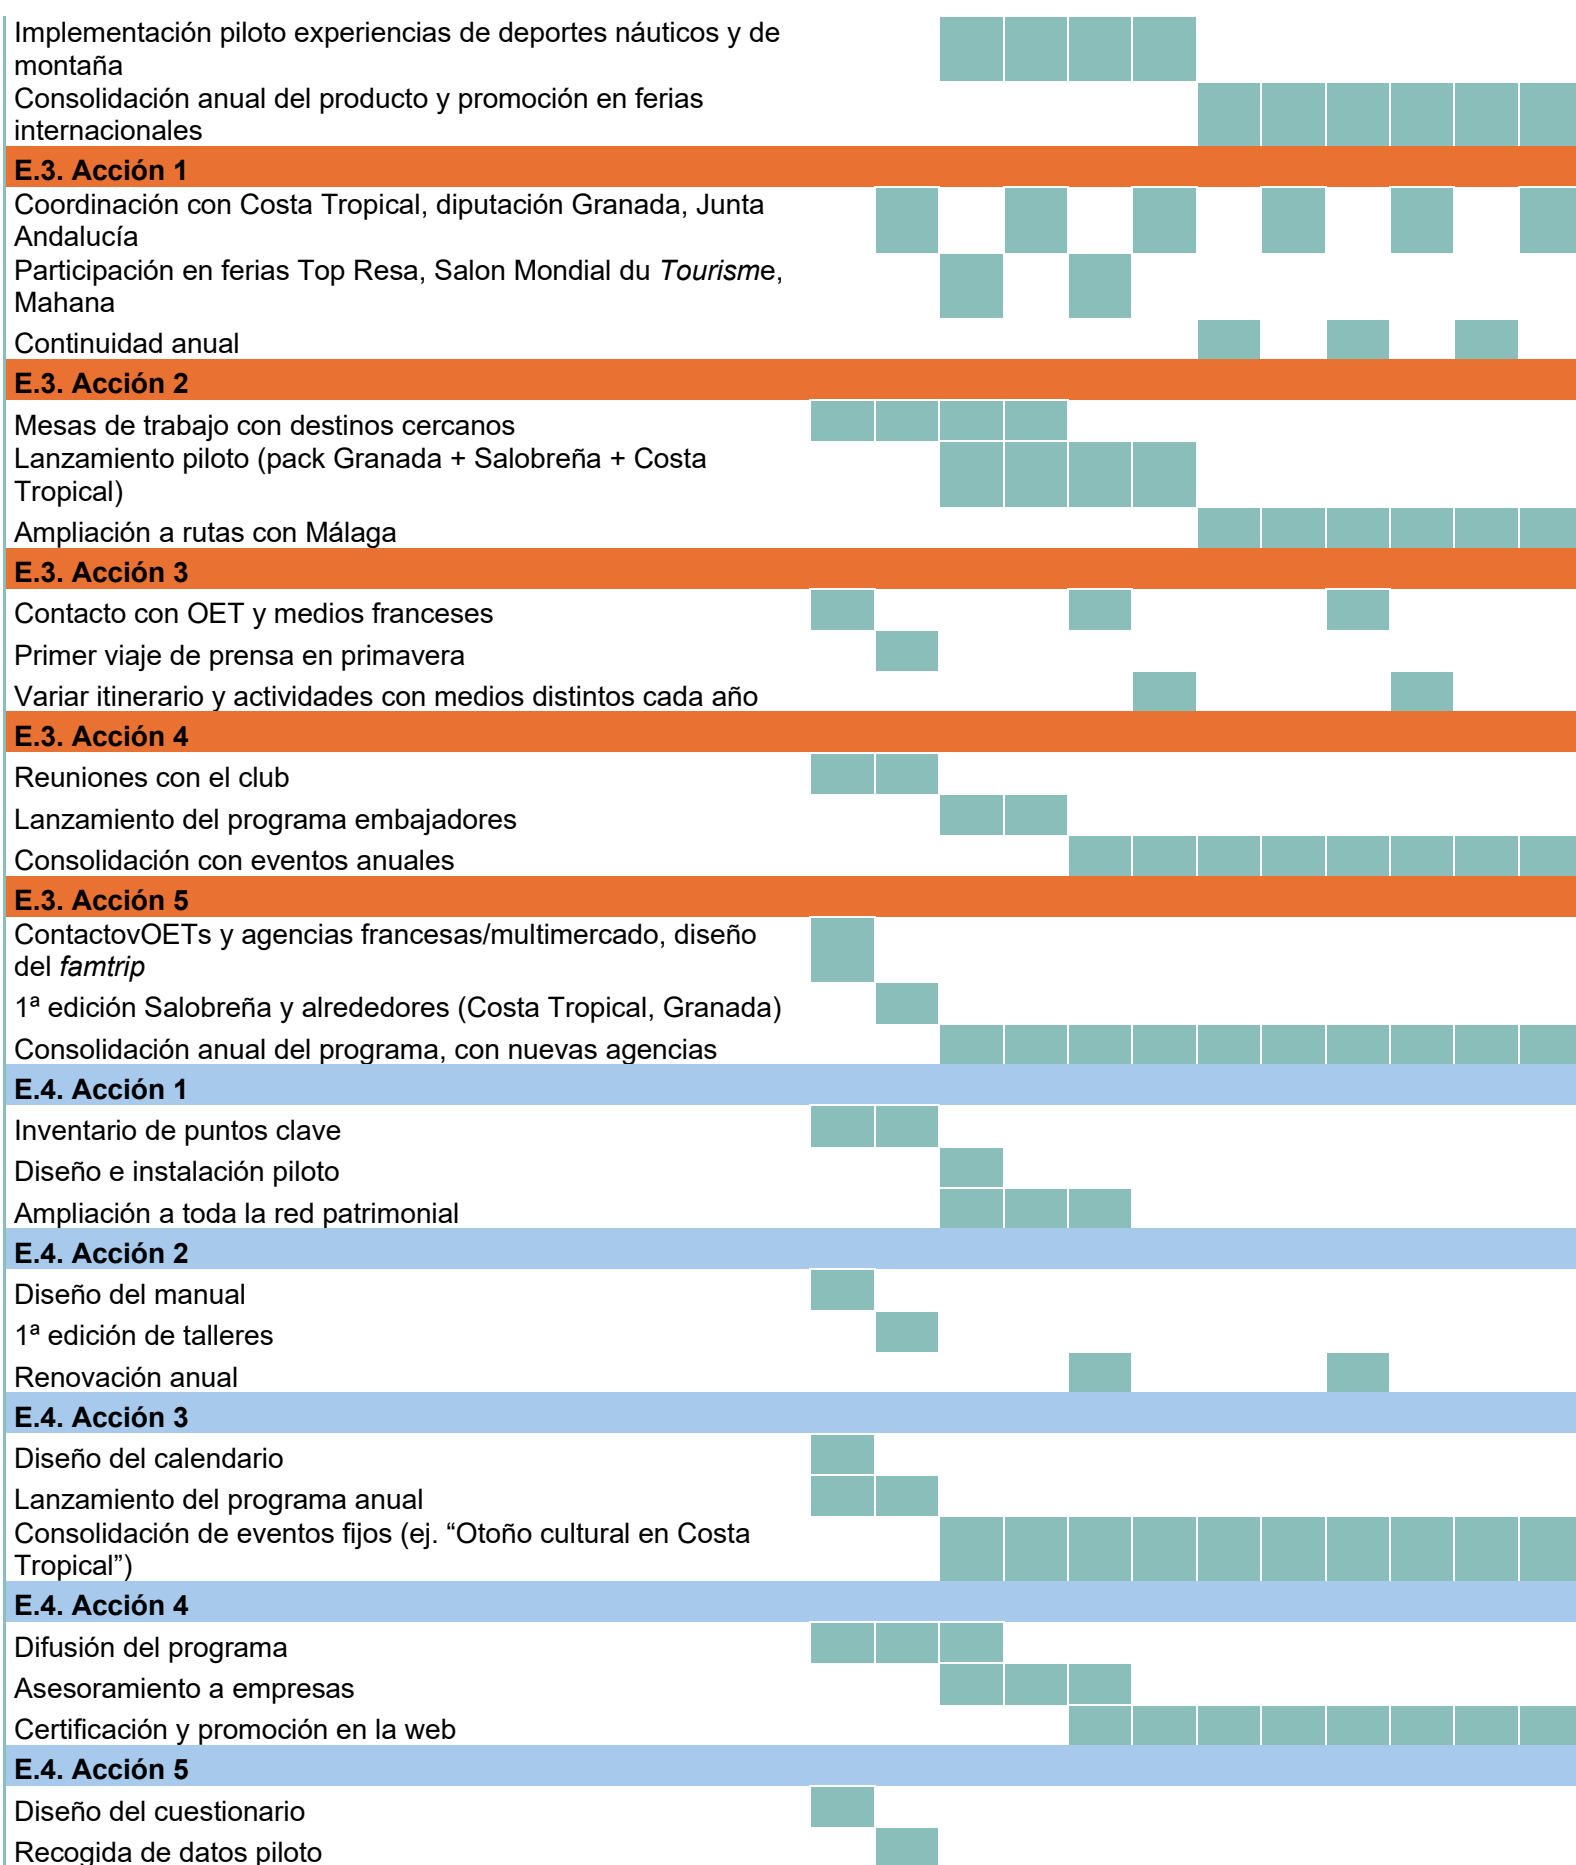 Implementación piloto experiencias de deportes náuticos y de
montaña
Consolidación anual del producto y promoción en ferias
internacionales
E.3. Acción 1
Coordinación con Costa Tropical, diputación Granada, Junta
Andalucía
Participación en ferias Top Resa, Salon Mondial du Tourisme,
Mahana
Continuidad anual
E.3. Acción 2
Mesas de trabajo con destinos cercanos
Lanzamiento piloto (pack Granada + Salobreña + Costa
Tropical)
Ampliación a rutas con Málaga
E.3. Acción 3
Contacto con OET y medios franceses
Primer viaje de prensa en primavera
Variar itinerario y actividades con medios distintos cada año
E.3. Acción 4
Reuniones con el club
Lanzamiento del programa embajadores
Consolidación con eventos anuales
E.3. Acción 5
ContactovOETs y agencias francesas/multimercado, diseño
del famtrip
1ª edición Salobreña y alrededores (Costa Tropical, Granada)
Consolidación anual del programa, con nuevas agencias
E.4. Acción 1
Inventario de puntos clave
Diseño e instalación piloto
Ampliación a toda la red patrimonial
E.4. Acción 2
Diseño del manual
1ª edición de talleres
Renovación anual
E.4. Acción 3
Diseño del calendario
Lanzamiento del programa anual
Consolidación de eventos fijos (ej. “Otoño cultural en Costa
Tropical”)
E.4. Acción 4
Difusión del programa
Asesoramiento a empresas
Certificación y promoción en la web
E.4. Acción 5
Diseño del cuestionario
Recogida de datos piloto